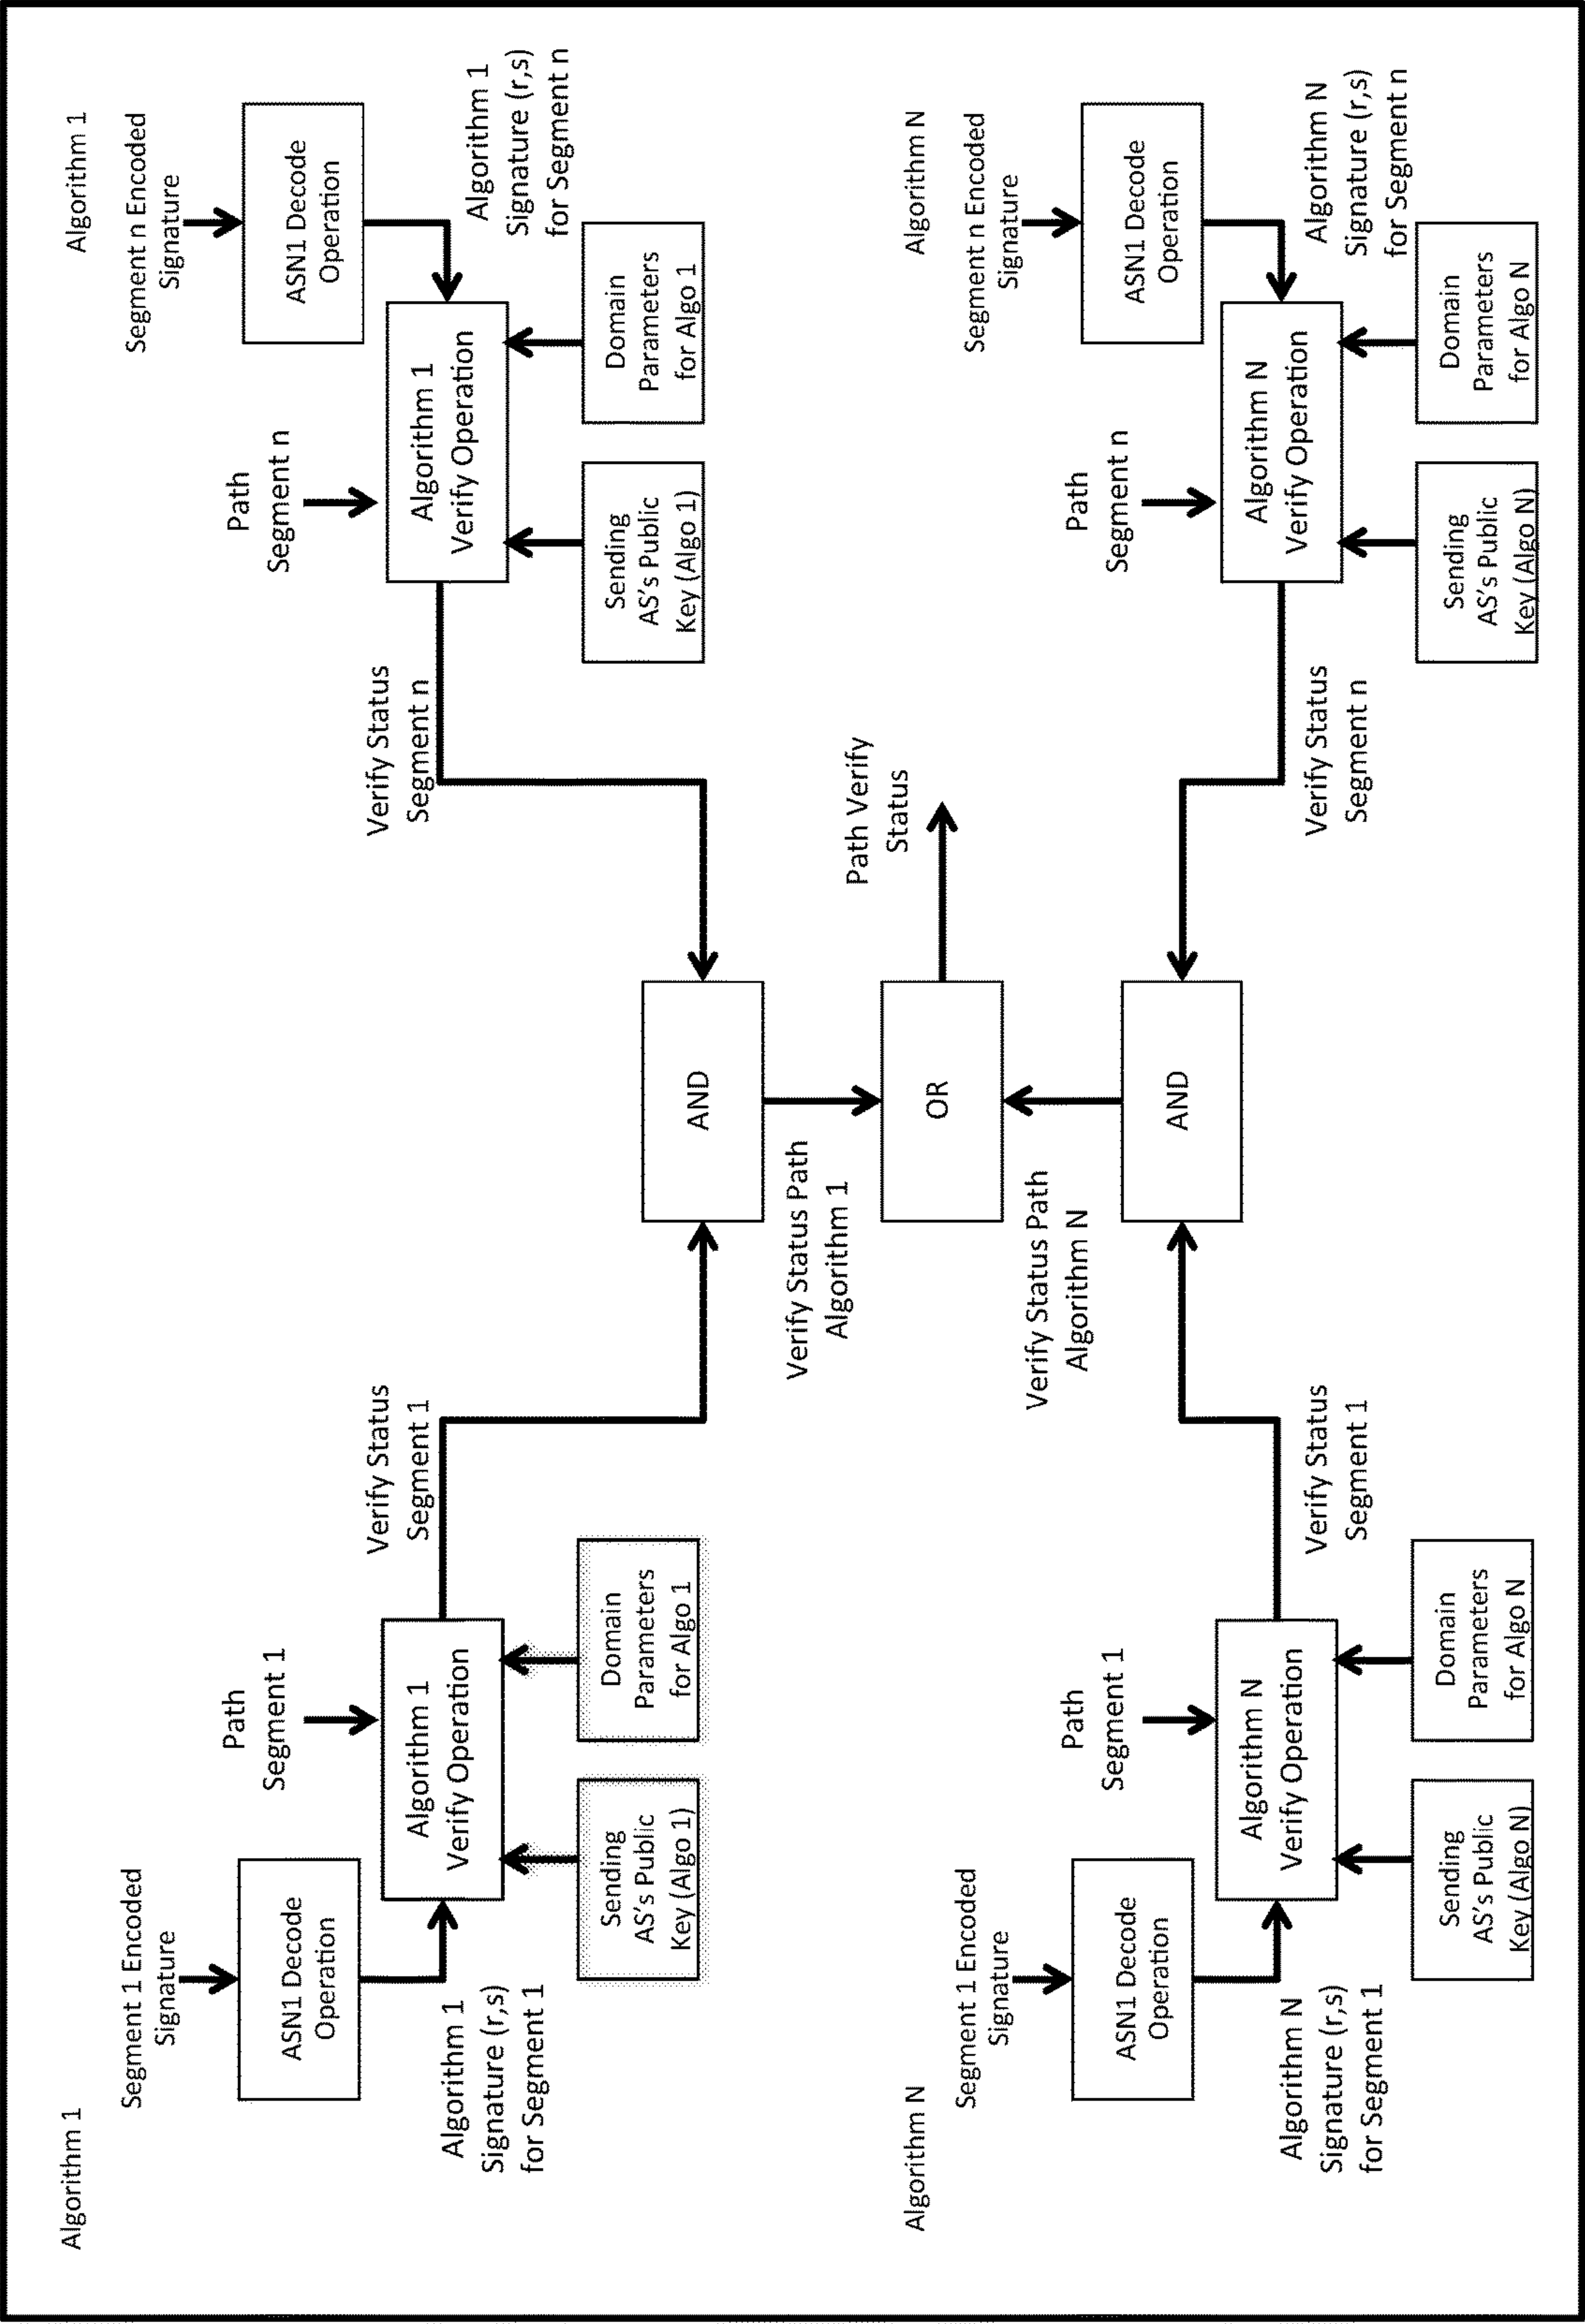 Algorithm 1
Segment 1 Encoded
Signature
ASN1 Decode
Operation
Algorithm 1
Signature (r,s)
for Segment 1
Path
Segment 1
Algorithm 1
Verify Operation
Sending
AS's Public
Key (Algo 1)
Domain
Parameters
for Algo 1
Verify Status
Segment 1
Algorithm 1
Segment n Encoded
Signature
ASN1 Decode
Operation
Algorithm 1
Signature (r,s)
for Segment n
Path
Segment n
Algorithm 1
Verify Operation
Sending
AS's Public
Key (Algo 1)
Domain
Parameters
for Algo 1
Verify Status
Segment n
AND
Verify Status Path
Algorithm 1
OR
Path Verify
Status
Verify Status Path
Algorithm N
AND
Algorithm N
Segment 1 Encoded
Signature
ASN1 Decode
Operation
Algorithm N
Signature (r,s)
for Segment 1
Path
Segment 1
Algorithm N
Verify Operation
Sending
AS's Public
Key (Algo N)
Domain
Parameters
for Algo N
Verify Status
Segment 1
Algorithm N
Segment n Encoded
Signature
ASN1 Decode
Operation
Algorithm N
Signature (r,s)
for Segment n
Path
Segment n
Algorithm N
Verify Operation
Sending
AS's Public
Key (Algo N)
Domain
Parameters
for Algo N
Verify Status
Segment n